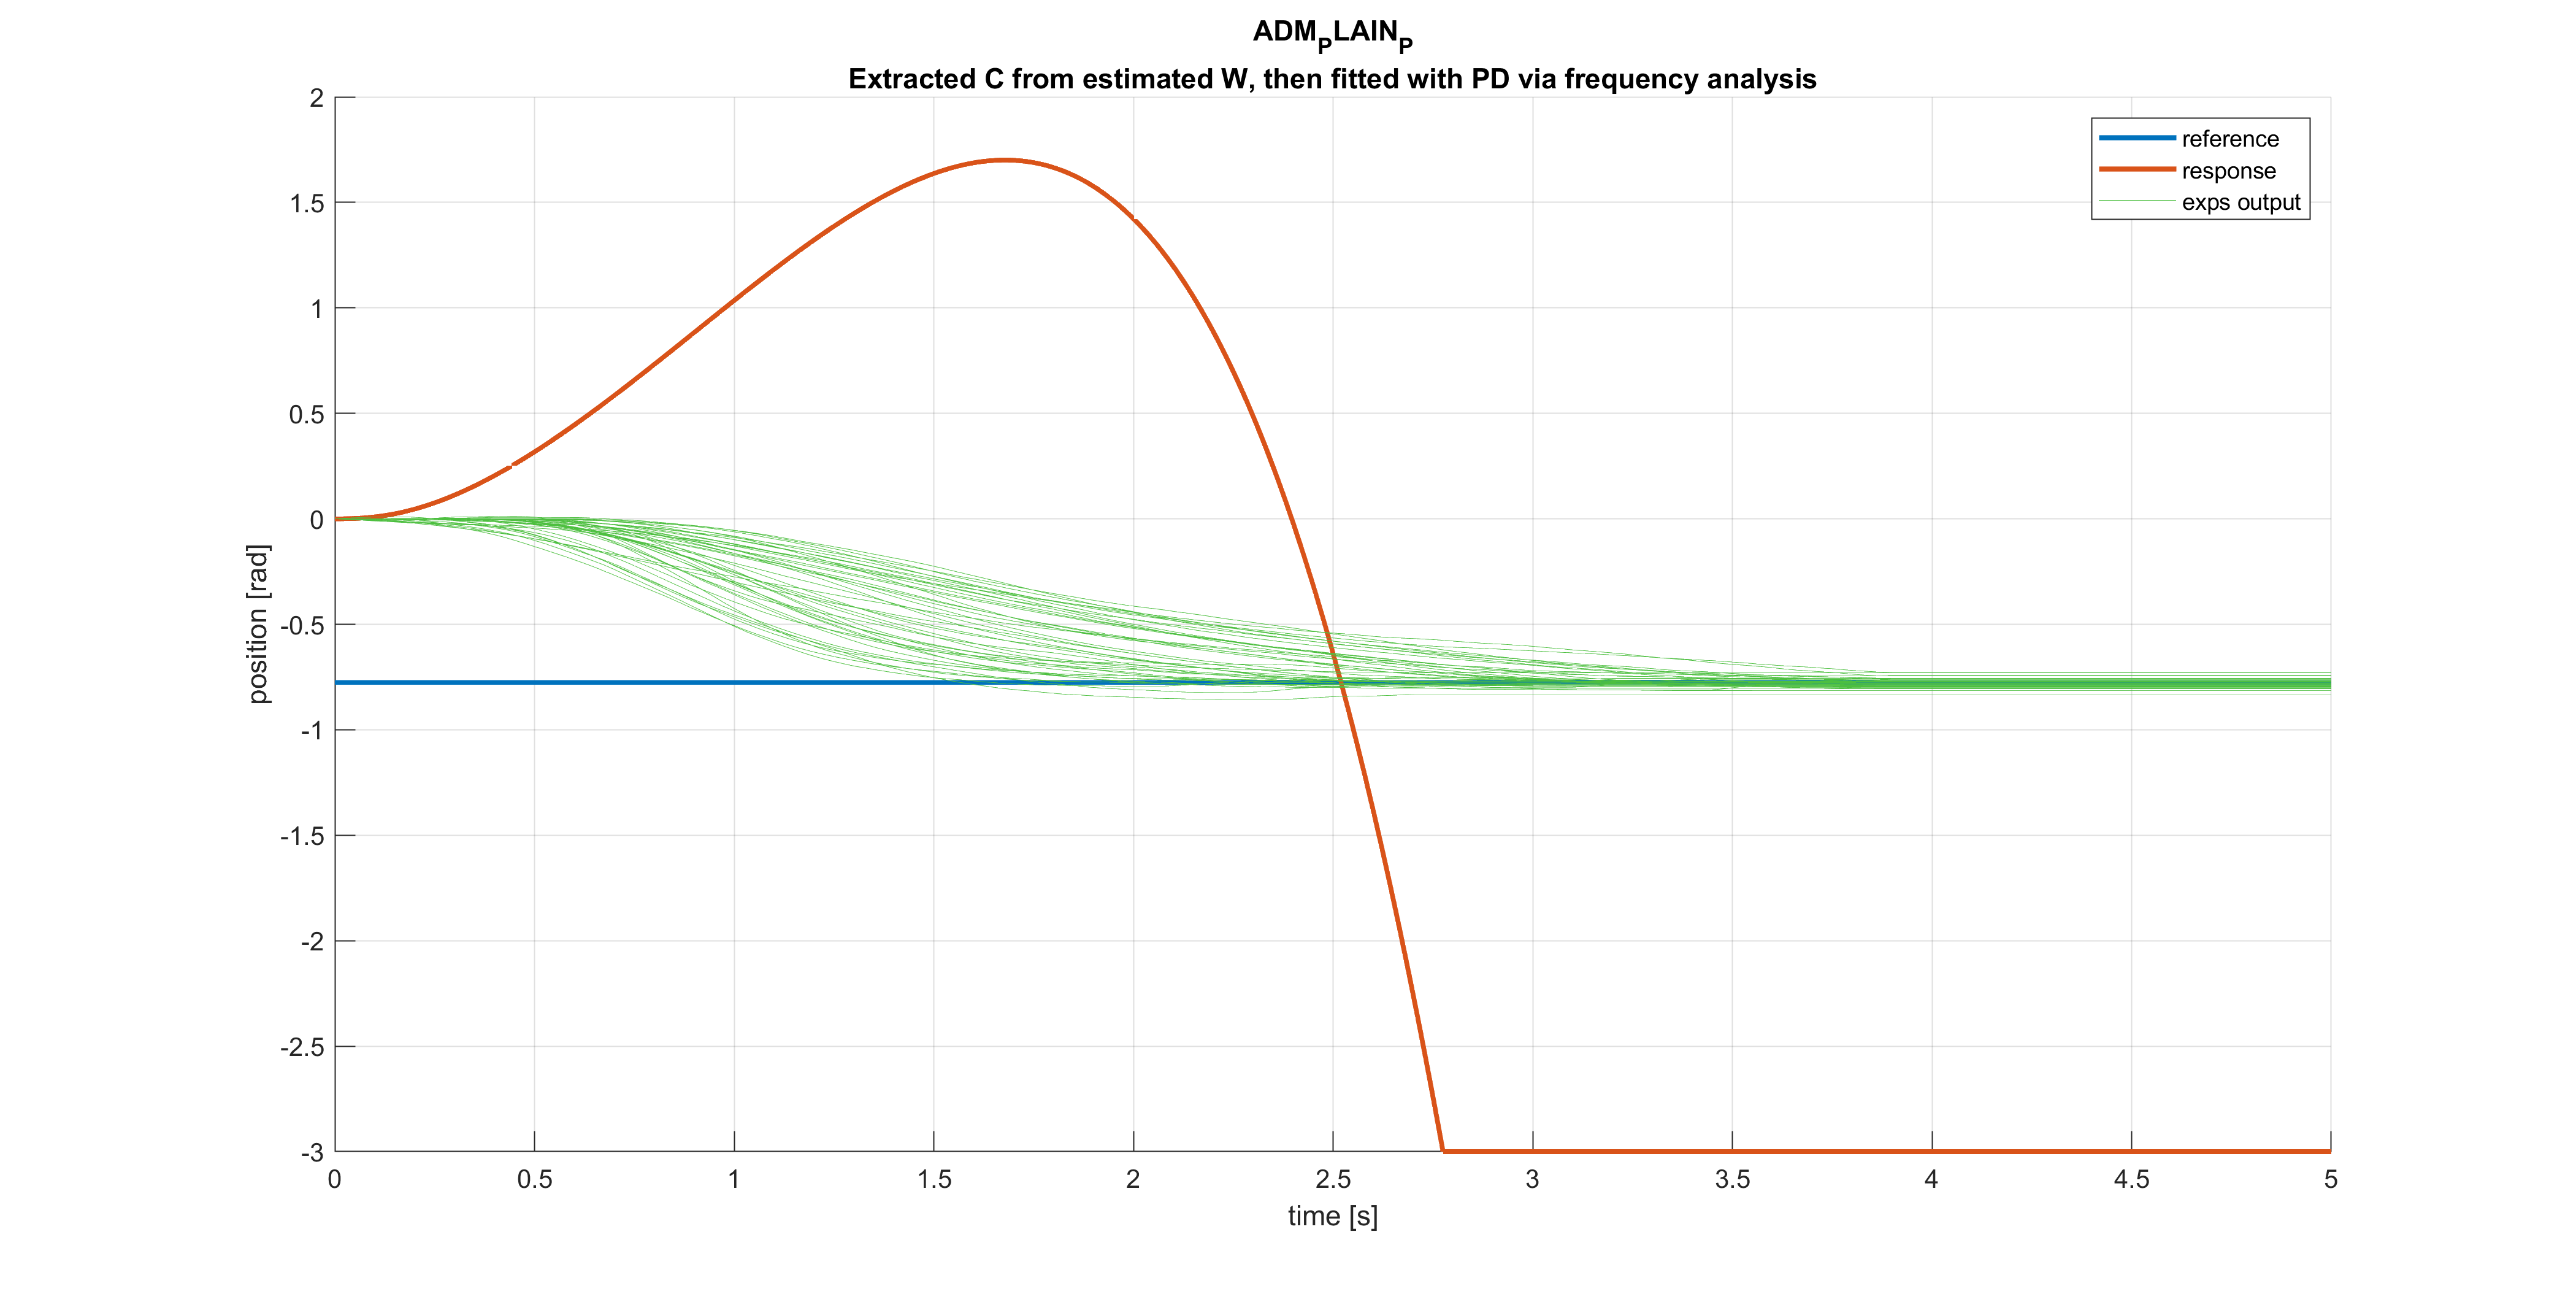 ADM_PLAIN_P
Extracted C from estimated W, then fitted with PD via frequency analysis
2
1.5
1
0.5
0
-0.5
-1
-1.5
-2
-2.5
-3
position [rad]
reference
response
exps output
0 0.5 1 1.5 2 2.5 3 3.5 4 4.5 5
time [s]